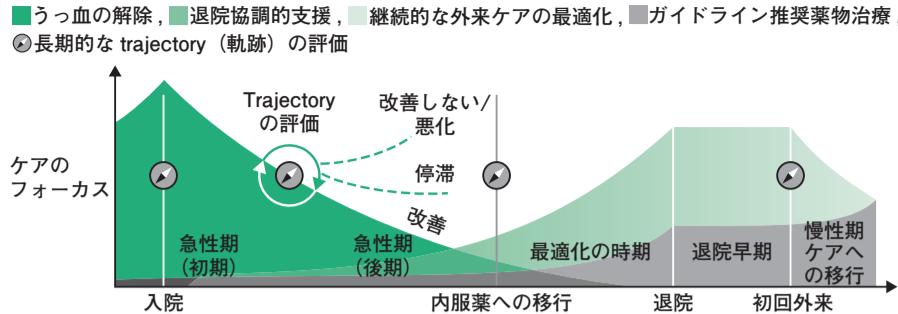 うっ血の解除，退院協調的支援，継続的な外来ケアの最適化，ガイドライン推奨薬物治療，
長期的な trajectory（軌跡）の評価
Trajectory
の評価
改善しない/
悪化
停滞
改善
ケアの
フォーカス
急性期
（初期）
急性期
（後期）
最適化の時期
退院早期
慢性期
ケアへ
の移行
入院
内服薬への移行
退院
初回外来